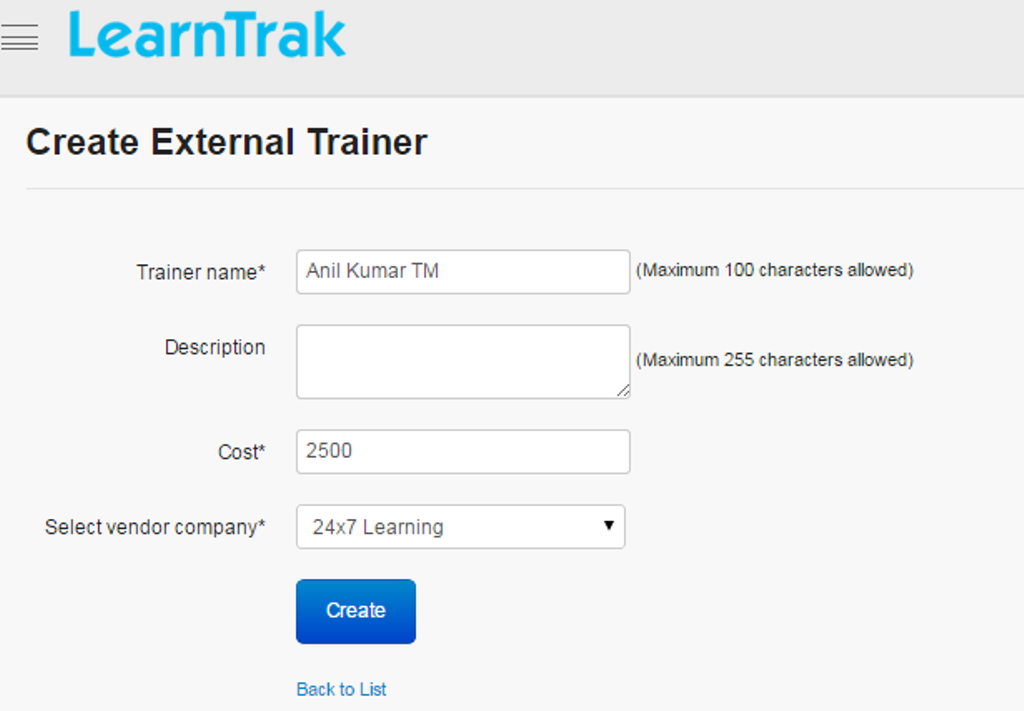 LearnTrak
Create External Trainer
Trainer name* Anil Kumar TM (Maximum 100 characters allowed)
Description (Maximum 255 characters allowed)
Cost* 2500
Select vendor company* 24x7 Learning
Create
Back to List